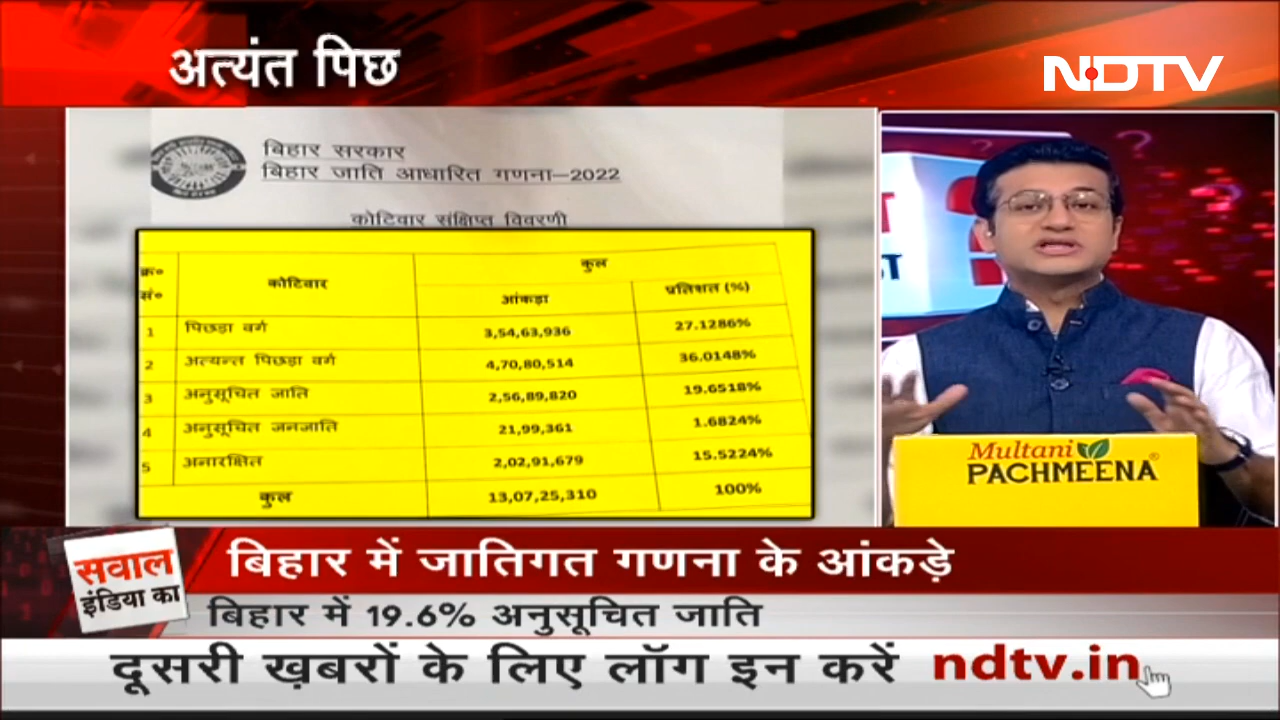 अत्यंत पिछ
NDTV
बिहार सरकार
बिहार जाति आधारित गणना–2022
कोटिवार संक्षिप्त विवरणी
क्र० सं० कोटिवार कुल
आंकड़ा प्रतिशत (%)
1 पिछड़ा वर्ग 3,54,63,936 27.1286%
2 अत्यन्त पिछड़ा वर्ग 4,70,80,514 36.0148%
3 अनुसूचित जाति 2,56,89,820 19.6518%
4 अनुसूचित जनजाति 21,99,361 1.6824%
5 अनारक्षित 2,02,91,679 15.5224%
कुल 13,07,25,310 100%
Multani
PACHMEENA®
सवाल
इंडिया का
बिहार में जातिगत गणना के आंकड़े
बिहार में 19.6% अनुसूचित जाति
दूसरी ख़बरों के लिए लॉग इन करें ndtv.in